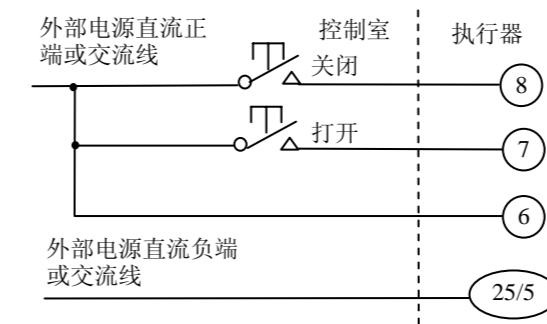 外部电源直流正
端或交流线
控制室
执行器
关闭
8
打开
7
6
外部电源直流负端
或交流线
25/5